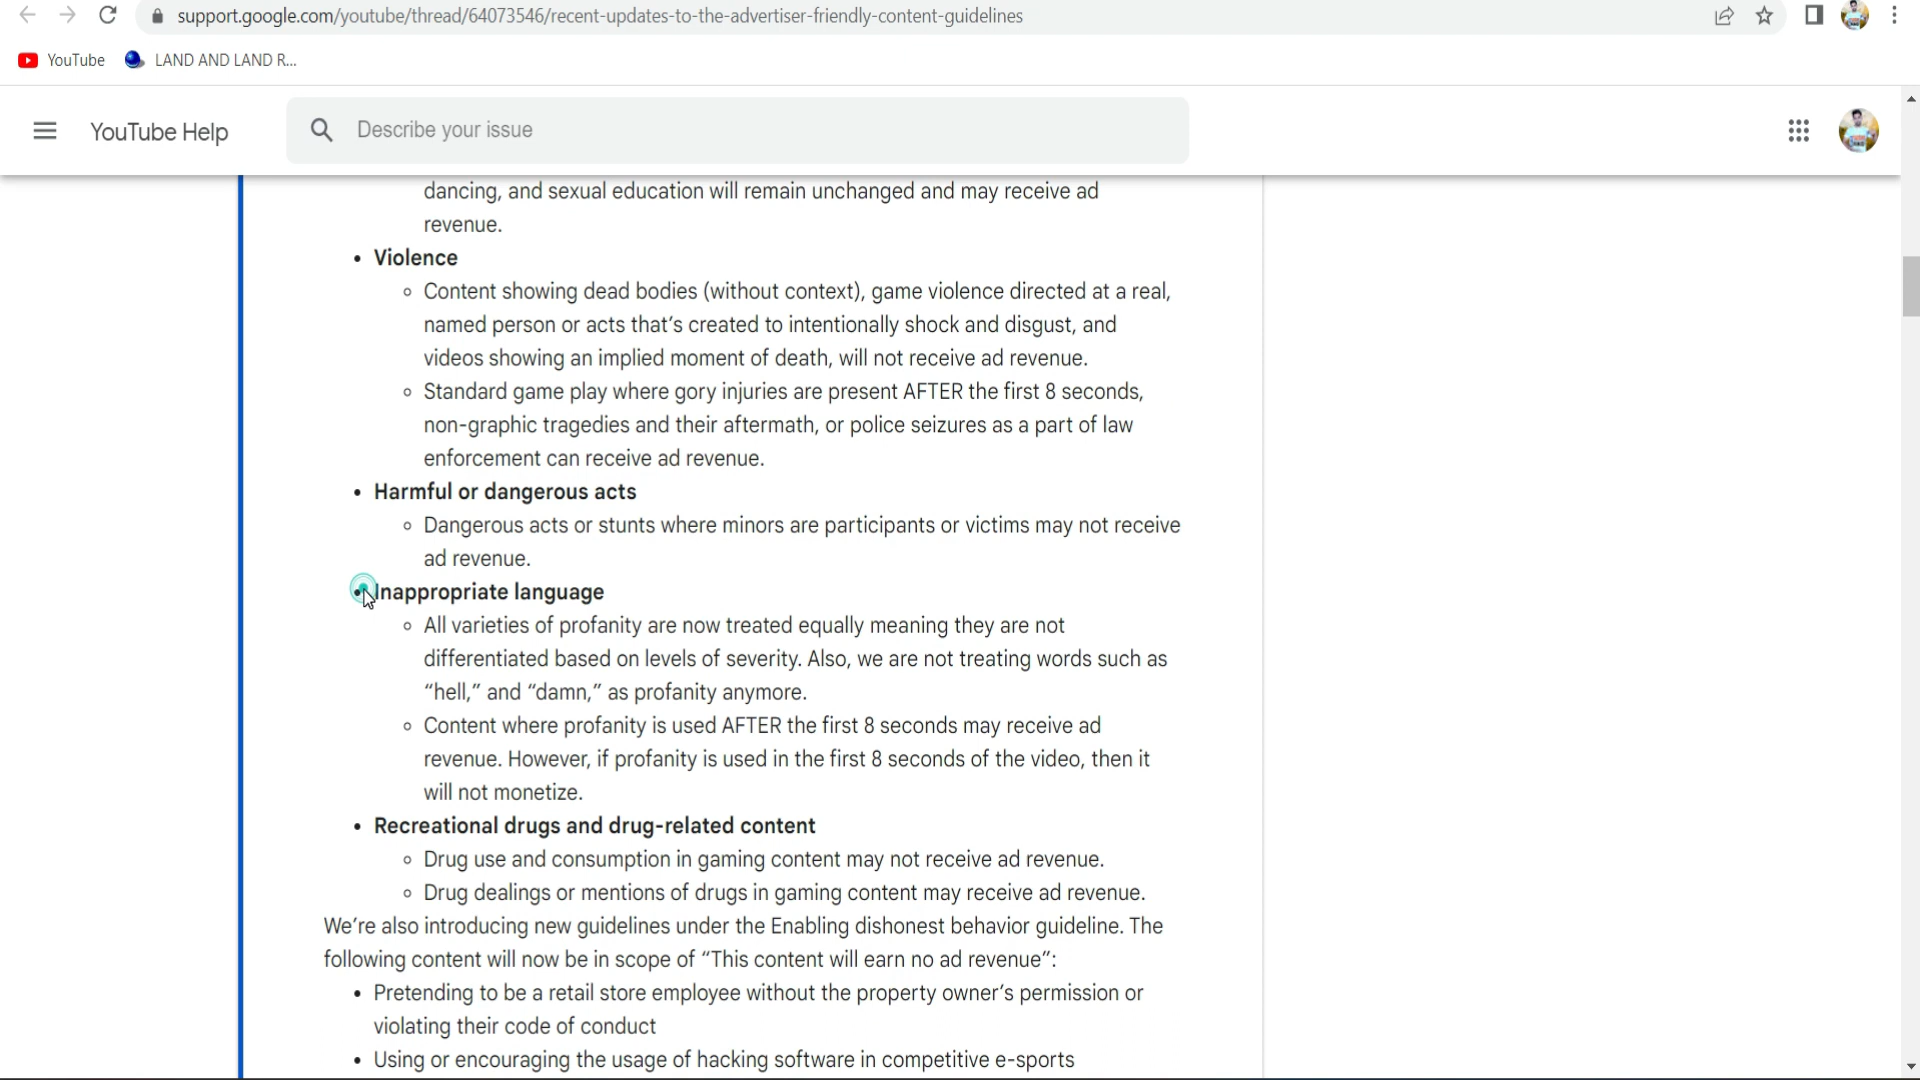 support.google.com/youtube/thread/64073546/recent-updates-to-the-advertiser-friendly-content-guidelines
YouTube LAND AND LAND R...
YouTube Help Describe your issue
dancing, and sexual education will remain unchanged and may receive ad
revenue.
• Violence
Content showing dead bodies (without context), game violence directed at a real,
named person or acts that’s created to intentionally shock and disgust, and
videos showing an implied moment of death, will not receive ad revenue.
Standard game play where gory injuries are present AFTER the first 8 seconds,
non-graphic tragedies and their aftermath, or police seizures as a part of law
enforcement can receive ad revenue.
• Harmful or dangerous acts
Dangerous acts or stunts where minors are participants or victims may not receive
ad revenue.
• Inappropriate language
All varieties of profanity are now treated equally meaning they are not
differentiated based on levels of severity. Also, we are not treating words such as
“hell,” and “damn,” as profanity anymore.
Content where profanity is used AFTER the first 8 seconds may receive ad
revenue. However, if profanity is used in the first 8 seconds of the video, then it
will not monetize.
• Recreational drugs and drug-related content
Drug use and consumption in gaming content may not receive ad revenue.
Drug dealings or mentions of drugs in gaming content may receive ad revenue.
We’re also introducing new guidelines under the Enabling dishonest behavior guideline. The
following content will now be in scope of “This content will earn no ad revenue”:
• Pretending to be a retail store employee without the property owner’s permission or
violating their code of conduct
• Using or encouraging the usage of hacking software in competitive e-sports